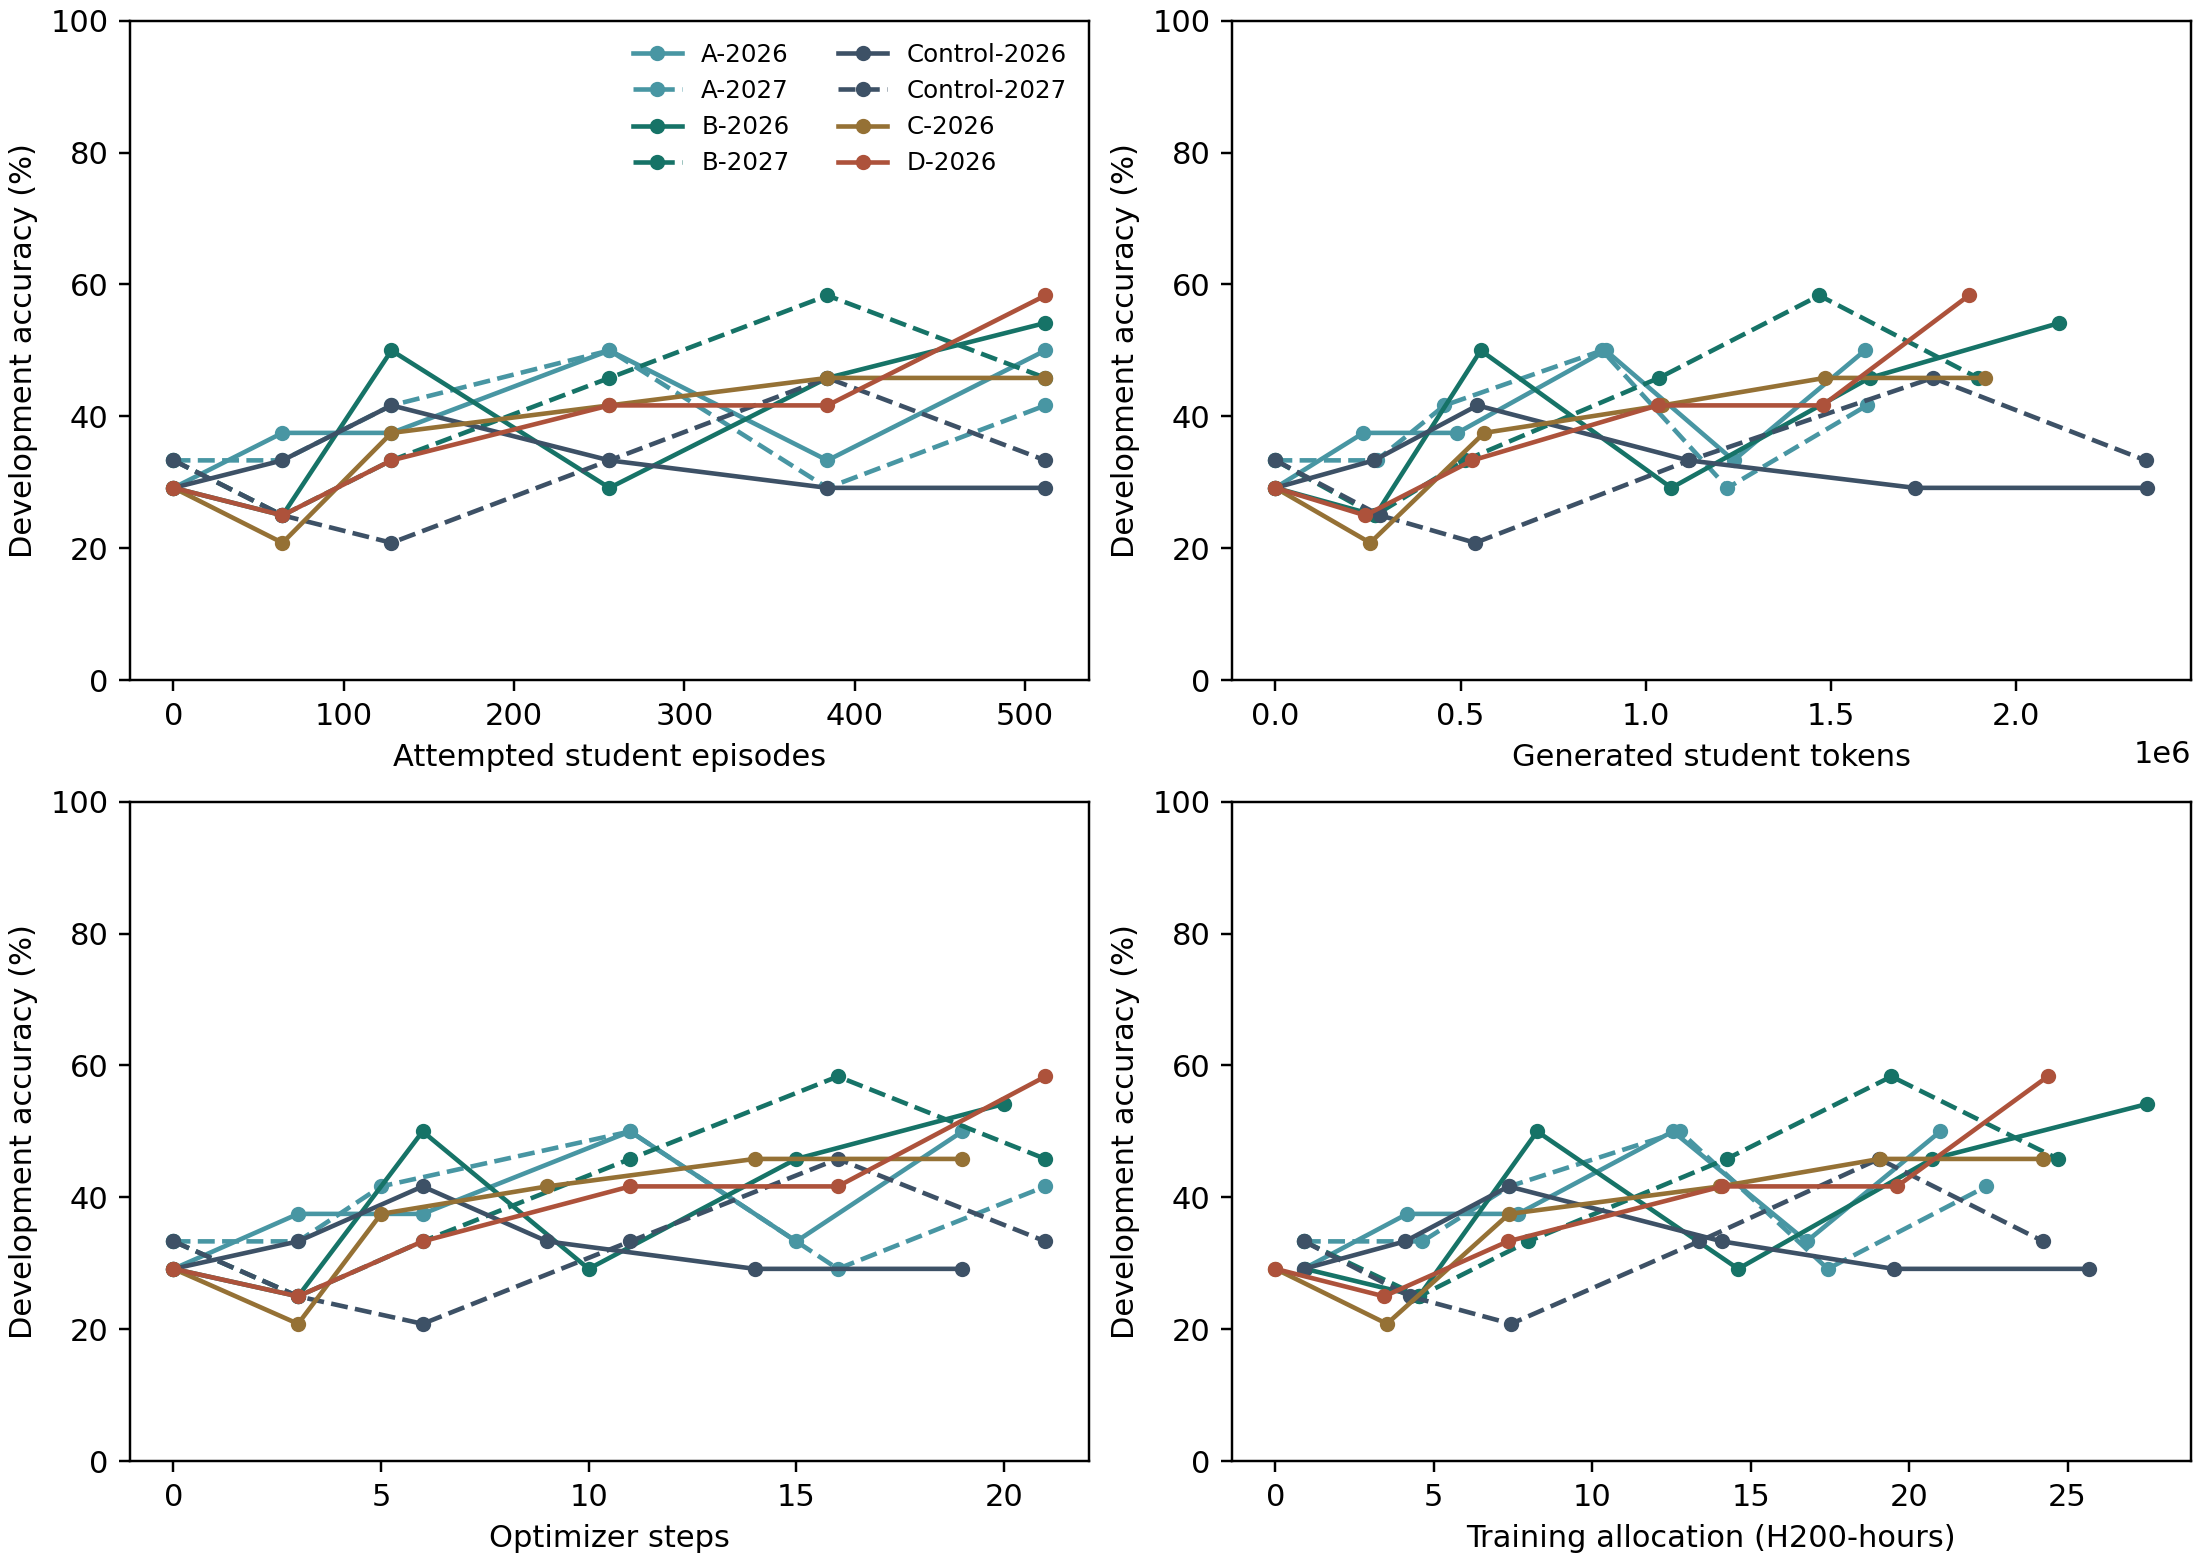 100
80
60
40
20
0
Development accuracy (%)
A-2026
A-2027
B-2026
B-2027
Control-2026
Control-2027
C-2026
D-2026
0 100 200 300 400 500
Attempted student episodes
100
80
60
40
20
0
Development accuracy (%)
0.0 0.5 1.0 1.5 2.0
1e6
Generated student tokens
100
80
60
40
20
0
Development accuracy (%)
0 5 10 15 20
Optimizer steps
100
80
60
40
20
0
Development accuracy (%)
0 5 10 15 20 25
Training allocation (H200-hours)